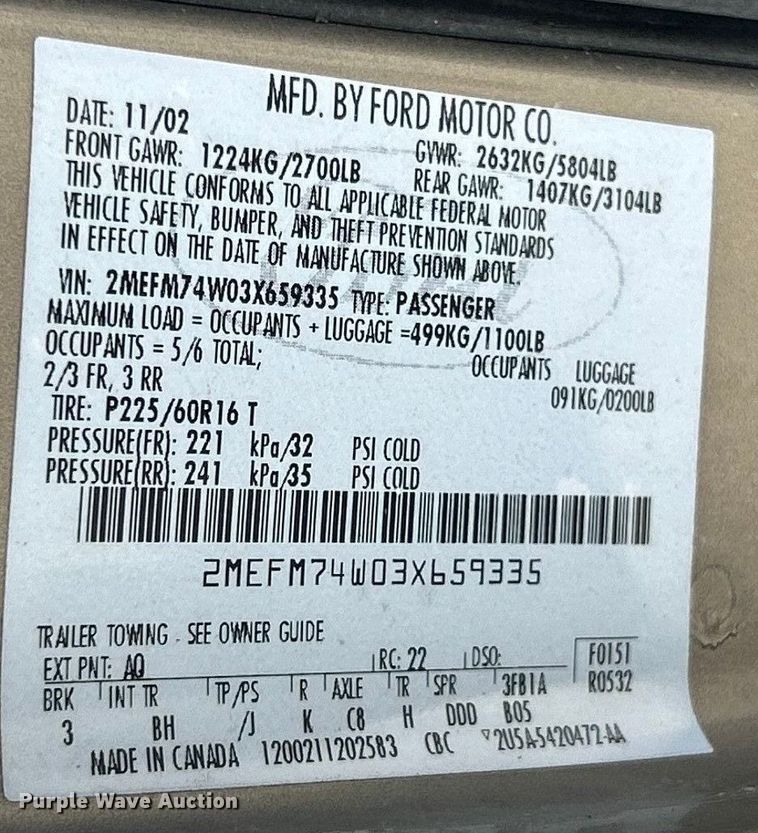 MFD. BY FORD MOTOR CO.
DATE: 11/02 GVWR: 2632KG/5804LB
FRONT GAWR: 1224KG/2700LB REAR GAWR: 1407KG/3104LB
THIS VEHICLE CONFORMS TO ALL APPLICABLE FEDERAL MOTOR
VEHICLE SAFETY, BUMPER, AND THEFT PREVENTION STANDARDS
IN EFFECT ON THE DATE OF MANUFACTURE SHOWN ABOVE.
VIN: 2MEFM74W03X659335 TYPE: PASSENGER
MAXIMUM LOAD = OCCUPANTS + LUGGAGE =499KG/1100LB
OCCUPANTS = 5/6 TOTAL; OCCUPANTS LUGGAGE
2/3 FR, 3 RR 091KG/0200LB
TIRE: P225/60R16 T
PRESSURE(FR): 221 kPa/32 PSI COLD
PRESSURE(RR): 241 kPa/35 PSI COLD
2MEFM74W03X659335
TRAILER TOWING - SEE OWNER GUIDE
EXT PNT: AQ RC: 22 DSO: F0151
BRK INT TR TP/PS R AXLE TR SPR 3FB1A R0532
3 BH /J K C8 H DDD B05
MADE IN CANADA 1200211202583 CBC ▽2U5A-5420472-AA
Purple Wave Auction